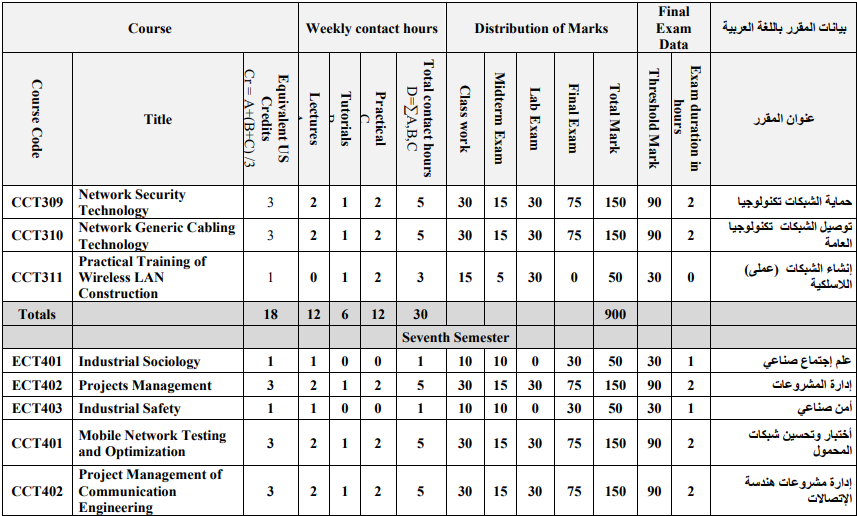 Course Weekly contact hours Distribution of Marks Final Exam Data بيانات المقرر باللغة العربية
Course Code Title Equivalent US Credits Cr = A+(B+C) /3 Lectures Tutorials Practical C Total contact hours D=∑A,B,C Class work Midterm Exam Lab Exam Final Exam Total Mark Threshold Mark Exam duration in hours عنوان المقرر
CCT309 Network Security Technology 3 2 1 2 5 30 15 30 75 150 90 2 حماية الشبكات تكنولوجيا
CCT310 Network Generic Cabling Technology 3 2 1 2 5 30 15 30 75 150 90 2 توصيل الشبكات تكنولوجيا العامة
CCT311 Practical Training of Wireless LAN Construction 1 0 1 2 3 15 5 30 0 50 30 0 إنشاء الشبكات (عملى) اللاسلكية
Totals 18 12 6 12 30 900
Seventh Semester
ECT401 Industrial Sociology 1 1 0 0 1 10 10 0 30 50 30 1 علم إجتماع صناعي
ECT402 Projects Management 3 2 1 2 5 30 15 30 75 150 90 2 إدارة المشروعات
ECT403 Industrial Safety 1 1 0 0 1 10 10 0 30 50 30 1 أمن صناعي
CCT401 Mobile Network Testing and Optimization 3 2 1 2 5 30 15 30 75 150 90 2 أختبار وتحسين شبكات المحمول
CCT402 Project Management of Communication Engineering 3 2 1 2 5 30 15 30 75 150 90 2 إدارة مشروعات هندسة الإتصالات